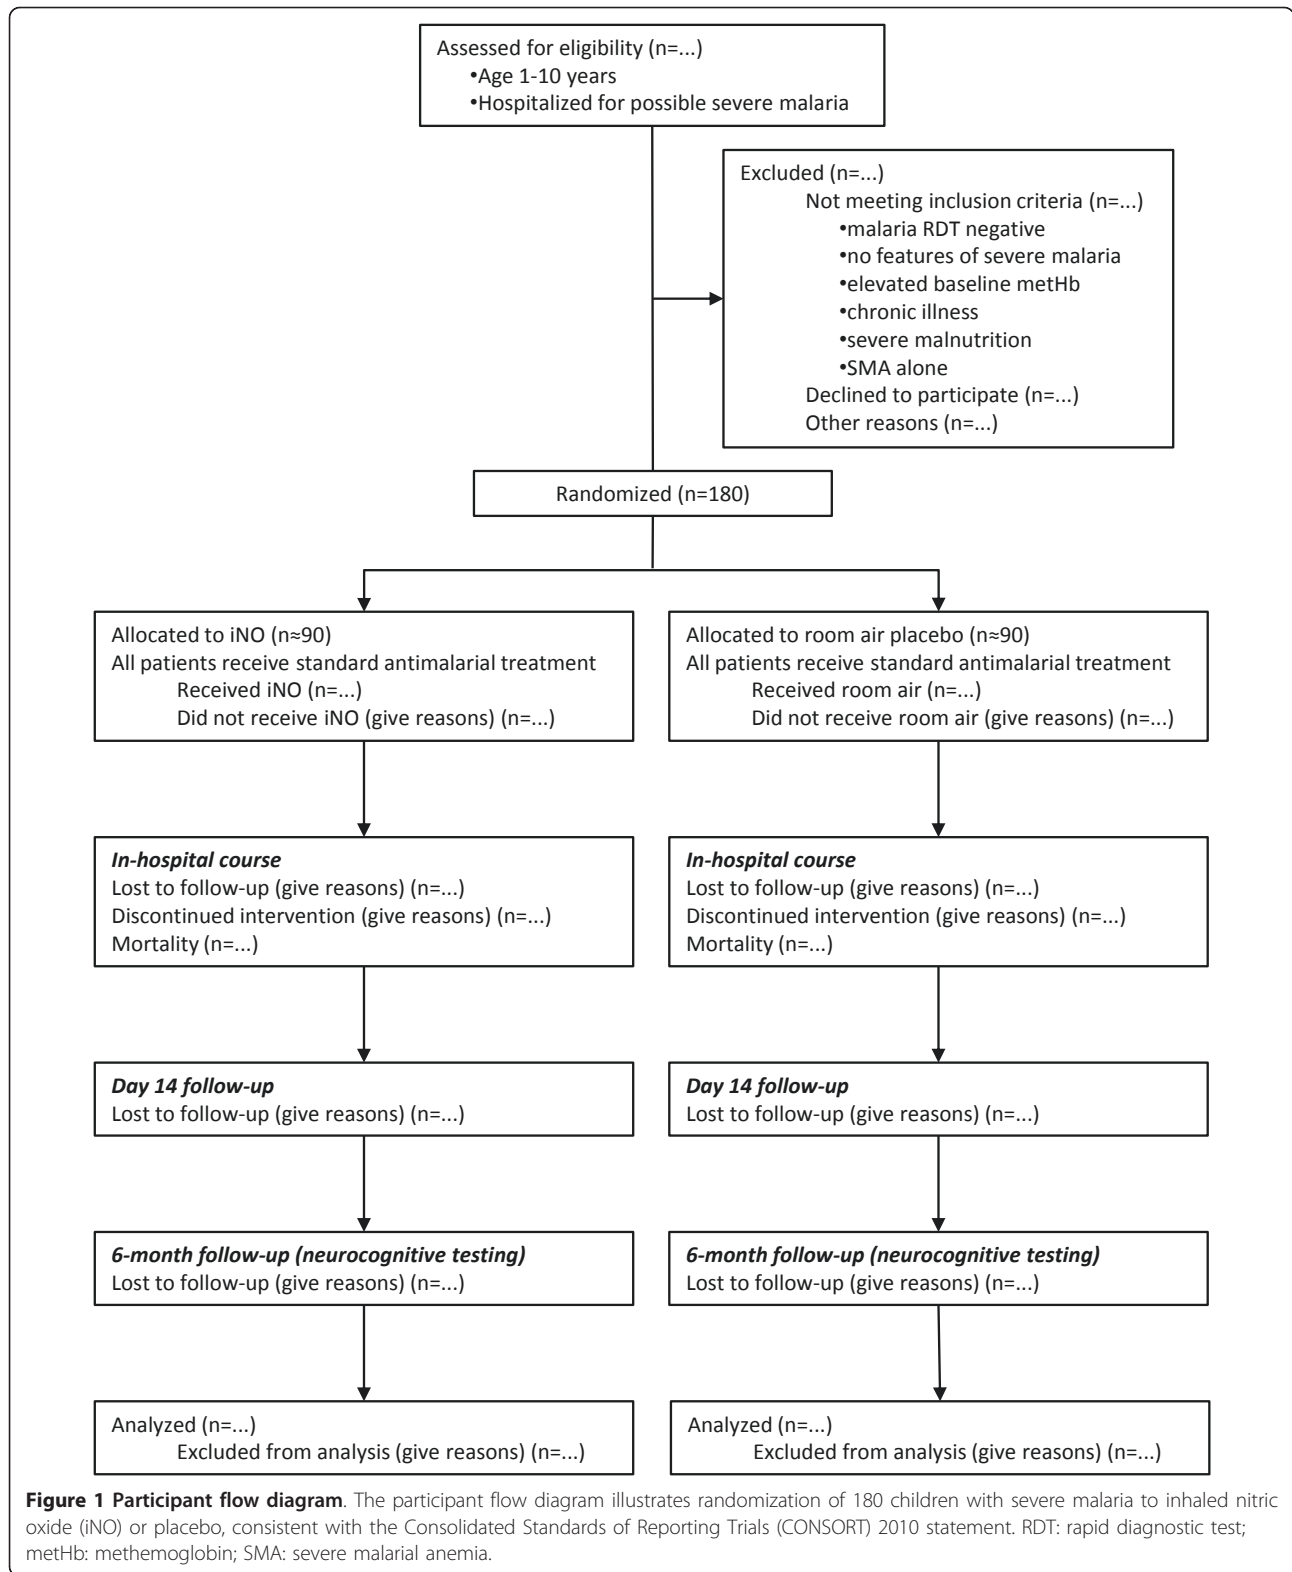 Assessed for eligibility (n=...)
•Age 1-10 years
•Hospitalized for possible severe malaria
Excluded (n=...)
Not meeting inclusion criteria (n=...)
•malaria RDT negative
•no features of severe malaria
•elevated baseline metHb
•chronic illness
•severe malnutrition
•SMA alone
Declined to participate (n=...)
Other reasons (n=...)
Randomized (n=180)
Allocated to iNO (n≈90)
All patients receive standard antimalarial treatment
Received iNO (n=...)
Did not receive iNO (give reasons) (n=...)
Allocated to room air placebo (n≈90)
All patients receive standard antimalarial treatment
Received room air (n=...)
Did not receive room air (give reasons) (n=...)
In-hospital course
Lost to follow-up (give reasons) (n=...)
Discontinued intervention (give reasons) (n=...)
Mortality (n=...)
In-hospital course
Lost to follow-up (give reasons) (n=...)
Discontinued intervention (give reasons) (n=...)
Mortality (n=...)
Day 14 follow-up
Lost to follow-up (give reasons) (n=...)
Day 14 follow-up
Lost to follow-up (give reasons) (n=...)
6-month follow-up (neurocognitive testing)
Lost to follow-up (give reasons) (n=...)
6-month follow-up (neurocognitive testing)
Lost to follow-up (give reasons) (n=...)
Analyzed (n=...)
Excluded from analysis (give reasons) (n=...)
Analyzed (n=...)
Excluded from analysis (give reasons) (n=...)
Figure 1 Participant flow diagram. The participant flow diagram illustrates randomization of 180 children with severe malaria to inhaled nitric
oxide (iNO) or placebo, consistent with the Consolidated Standards of Reporting Trials (CONSORT) 2010 statement. RDT: rapid diagnostic test;
metHb: methemoglobin; SMA: severe malarial anemia.